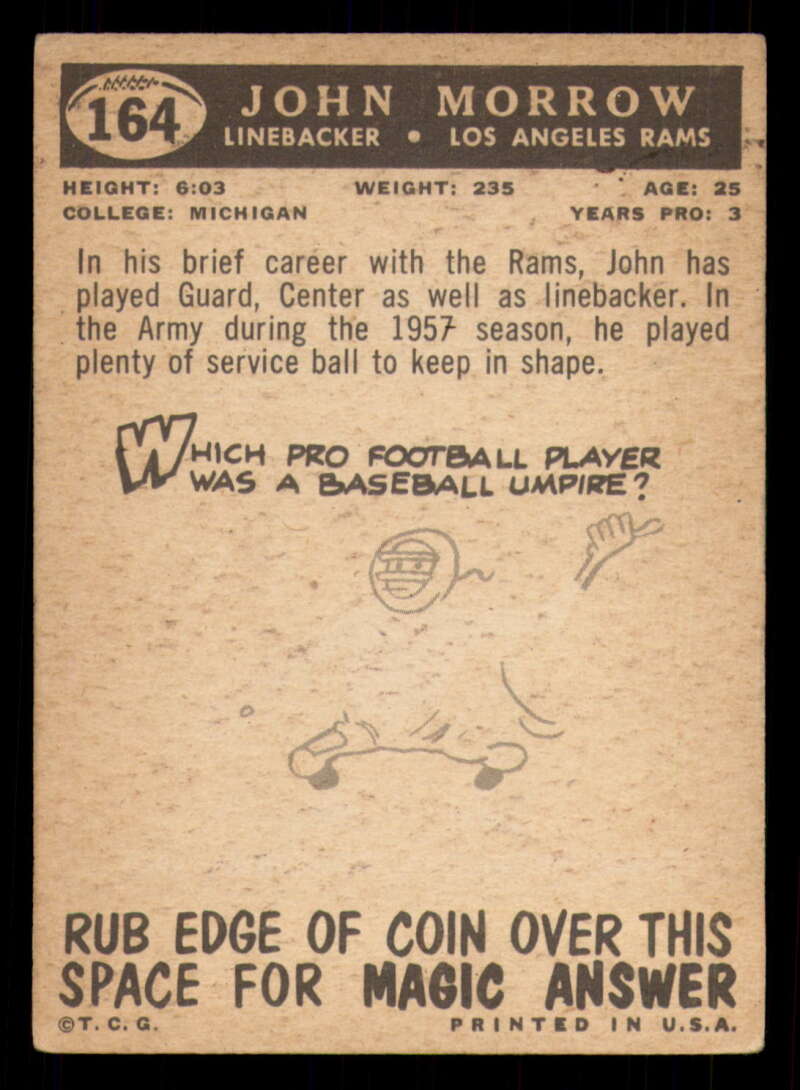 164
JOHN MORROW
LINEBACKER • LOS ANGELES RAMS
HEIGHT: 6:03 WEIGHT: 235 AGE: 25
COLLEGE: MICHIGAN YEARS PRO: 3
In his brief career with the Rams, John has
played Guard, Center as well as linebacker. In
the Army during the 1957 season, he played
plenty of service ball to keep in shape.
WHICH PRO FOOTBALL PLAYER
WAS A BASEBALL UMPIRE?
RUB EDGE OF COIN OVER THIS
SPACE FOR MAGIC ANSWER
©T. C. G. PRINTED IN U.S.A.